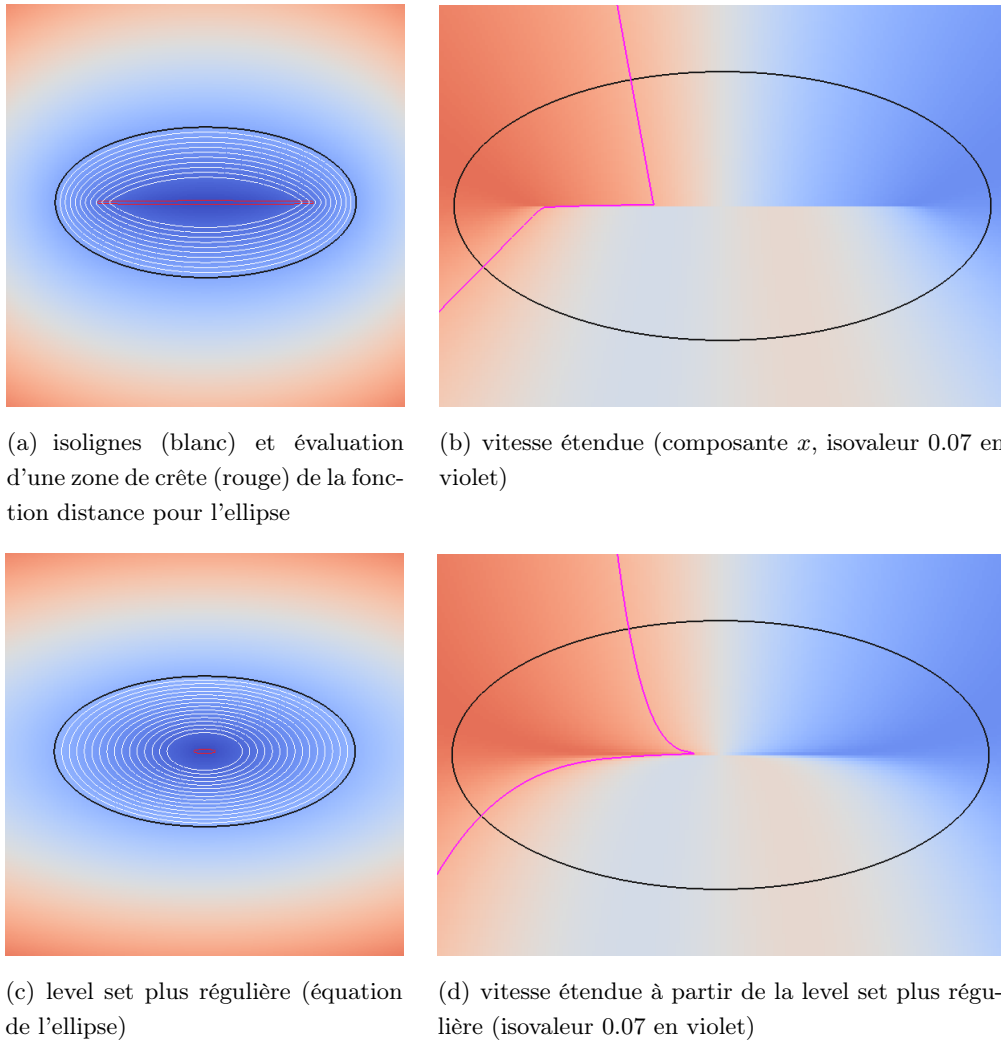 (a) isolignes (blanc) et évaluation
d'une zone de crête (rouge) de la fonc-
tion distance pour l'ellipse
(b) vitesse étendue (composante x, isovaleur 0.07 en
violet)
(c) level set plus régulière (équation
de l'ellipse)
(d) vitesse étendue à partir de la level set plus régu-
lière (isovaleur 0.07 en violet)